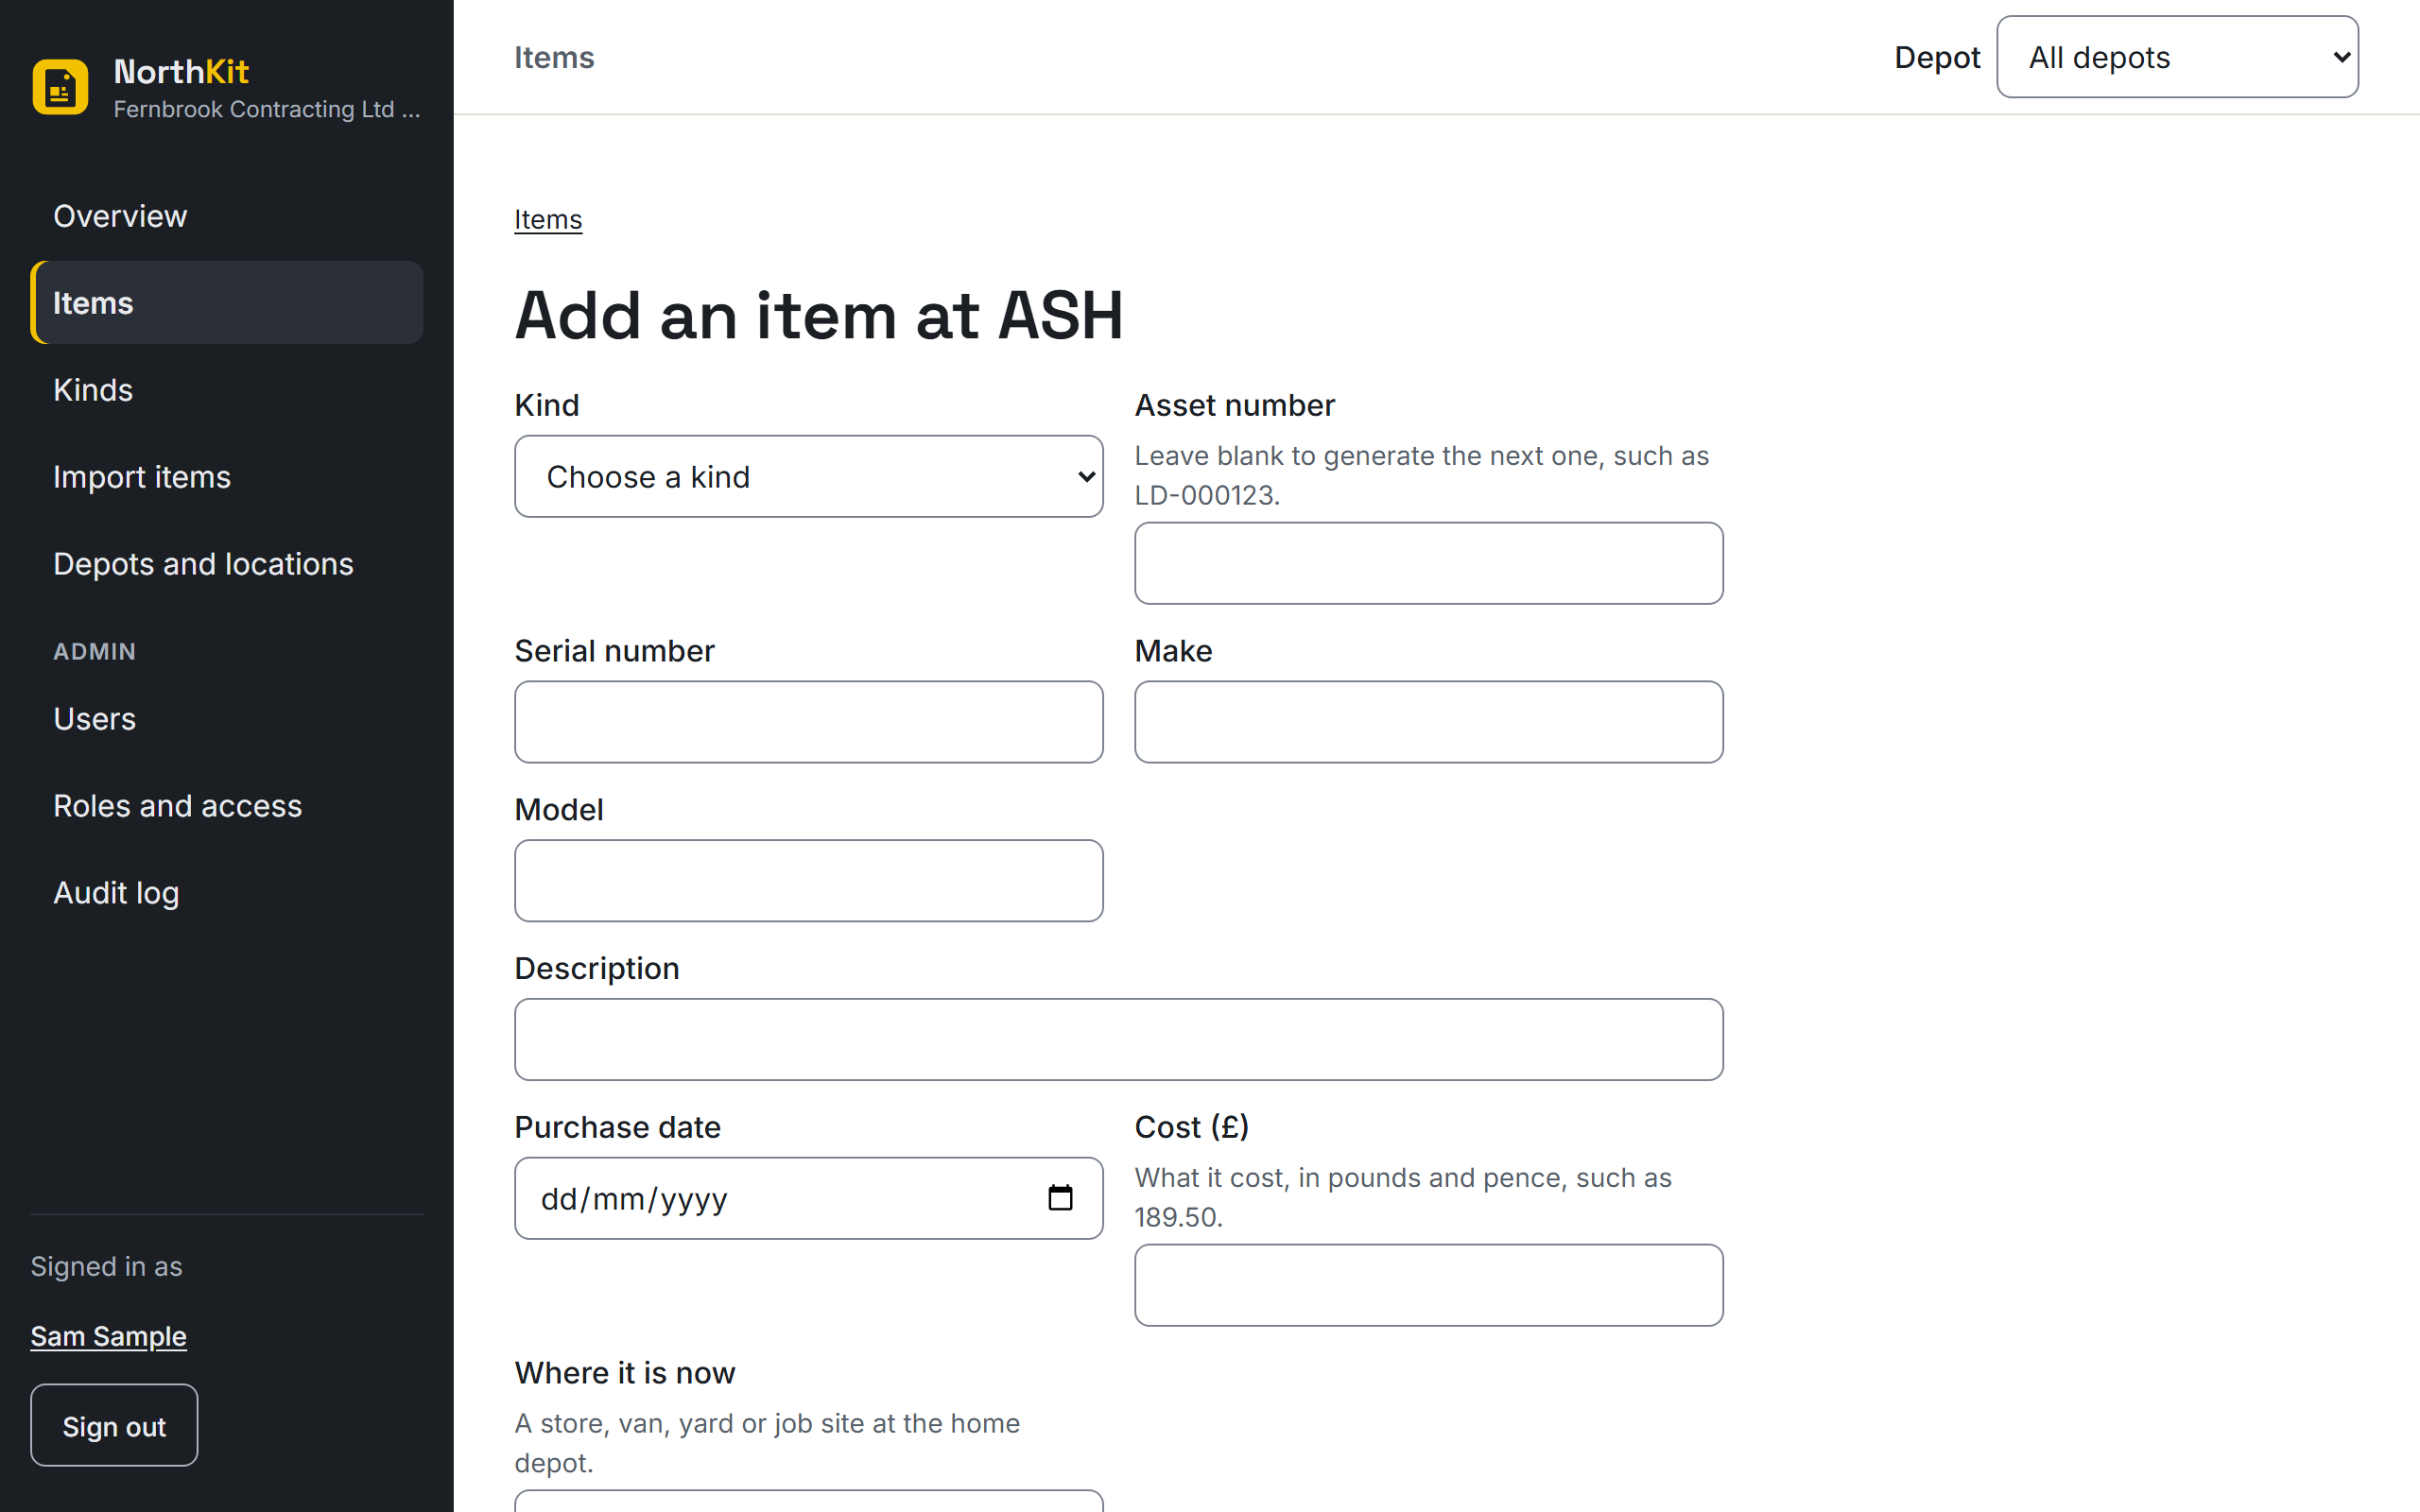 NorthKit
Fernbrook Contracting Ltd ...
Overview
Items
Kinds
Import items
Depots and locations
ADMIN
Users
Roles and access
Audit log
Signed in as
Sam Sample
Sign out
Items
Depot
All depots
Items
Add an item at ASH
Kind
Choose a kind
Asset number
Leave blank to generate the next one, such as
LD-000123.
Serial number
Make
Model
Description
Purchase date
dd/mm/yyyy
Cost (£)
What it cost, in pounds and pence, such as
189.50.
Where it is now
A store, van, yard or job site at the home
depot.